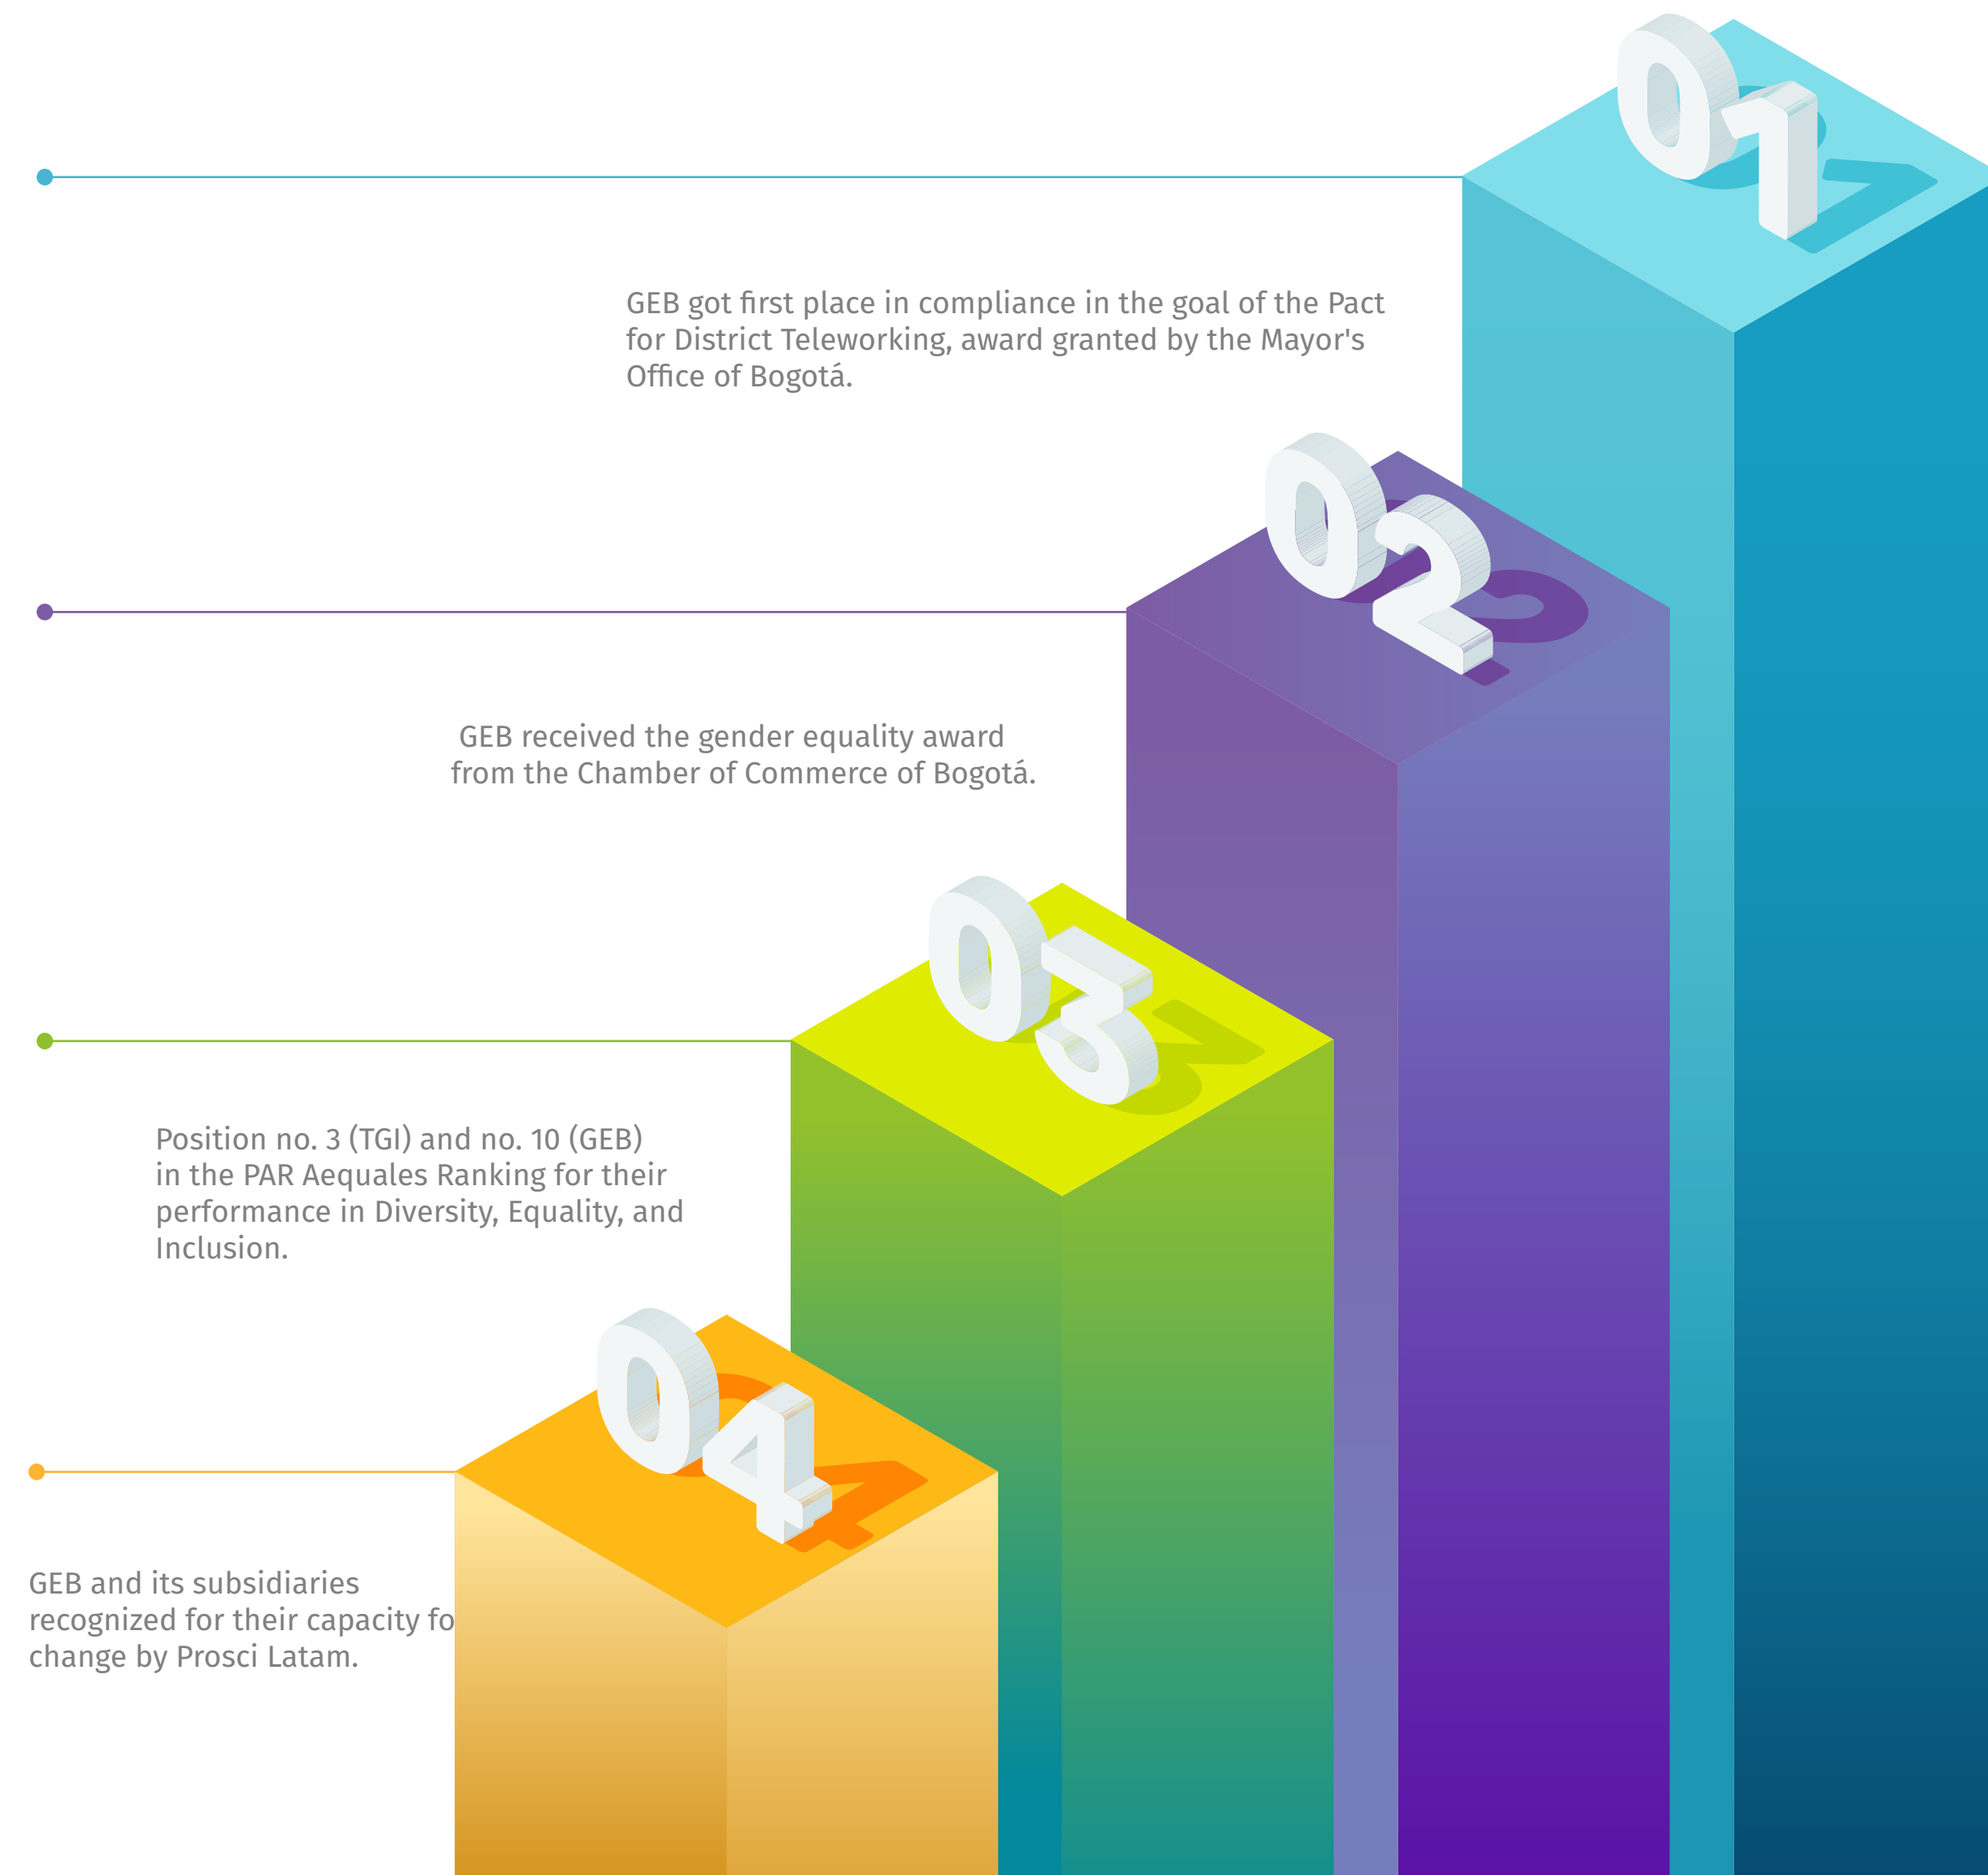 01
GEB got first place in compliance in the goal of the Pact
for District Teleworking, award granted by the Mayor's
Office of Bogotá.
02
GEB received the gender equality award
from the Chamber of Commerce of Bogotá.
03
Position no. 3 (TGI) and no. 10 (GEB)
in the PAR Aequales Ranking for their
performance in Diversity, Equality, and
Inclusion.
04
GEB and its subsidiaries
recognized for their capacity fo
change by Prosci Latam.